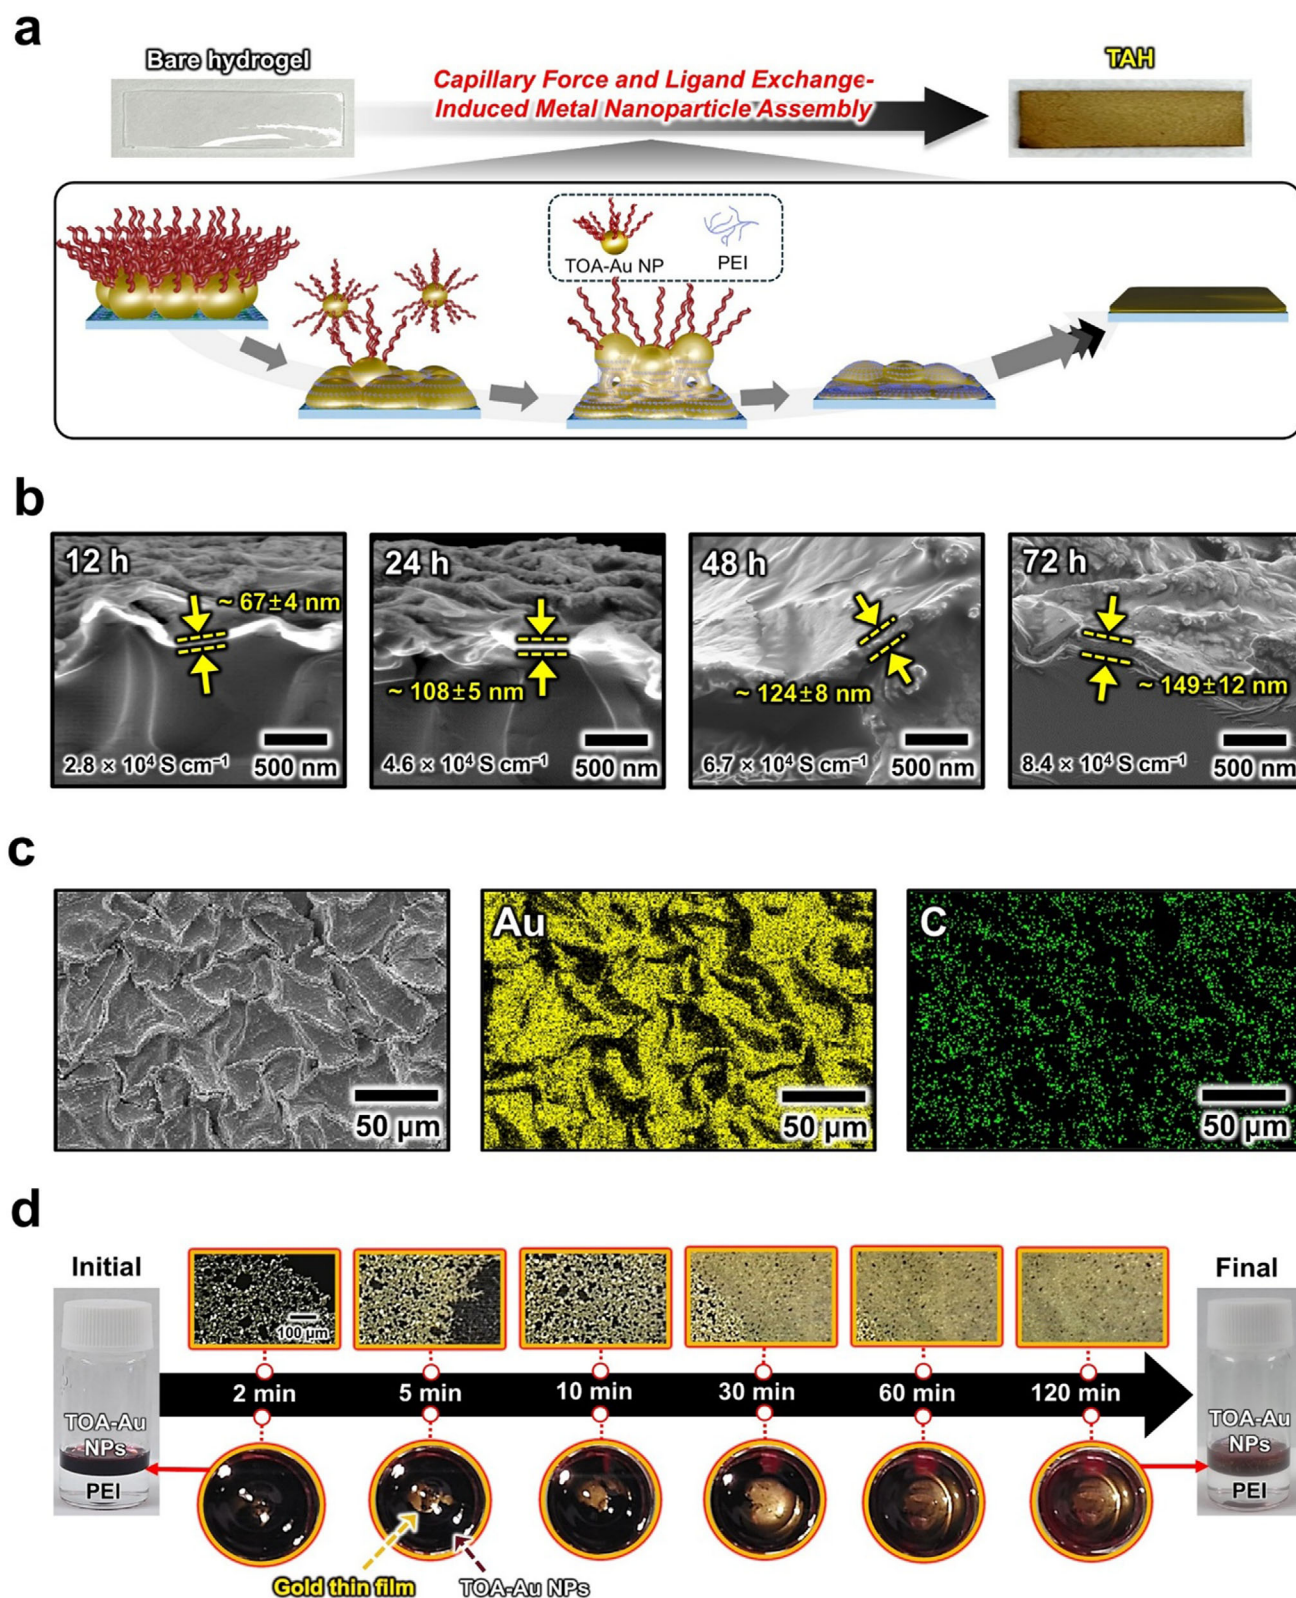 a
Bare hydrogel
Capillary Force and Ligand Exchange-
Induced Metal Nanoparticle Assembly
TAH
TOA-Au NP
PEI
b
12 h
~ 67±4 nm
2.8 × 10⁴ S cm⁻¹
500 nm
24 h
~ 108±5 nm
4.6 × 10⁴ S cm⁻¹
500 nm
48 h
~ 124±8 nm
6.7 × 10⁴ S cm⁻¹
500 nm
72 h
~ 149±12 nm
8.4 × 10⁴ S cm⁻¹
500 nm
c
50 μm
Au
50 μm
C
50 μm
d
Initial
TOA-Au
NPs
PEI
100 μm
2 min
5 min
10 min
30 min
60 min
120 min
Gold thin film
TOA-Au NPs
Final
TOA-Au
NPs
PEI